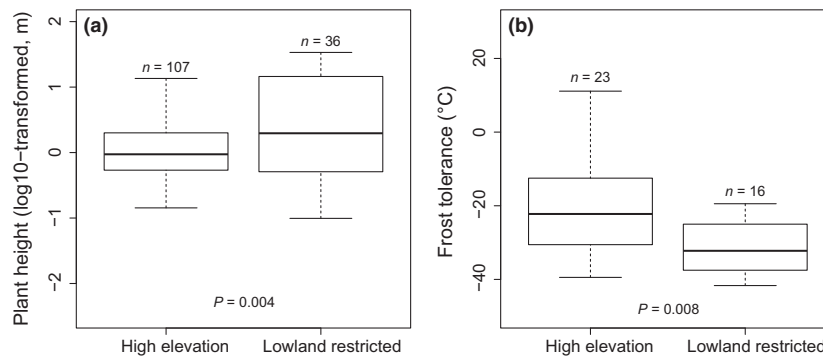 (a)
Plant height (log10−transformed, m)
2
1
0
−1
−2
n = 107
n = 36
P = 0.004
High elevation
Lowland restricted
(b)
Frost tolerance (°C)
20
0
−20
−40
n = 23
n = 16
P = 0.008
High elevation
Lowland restricted